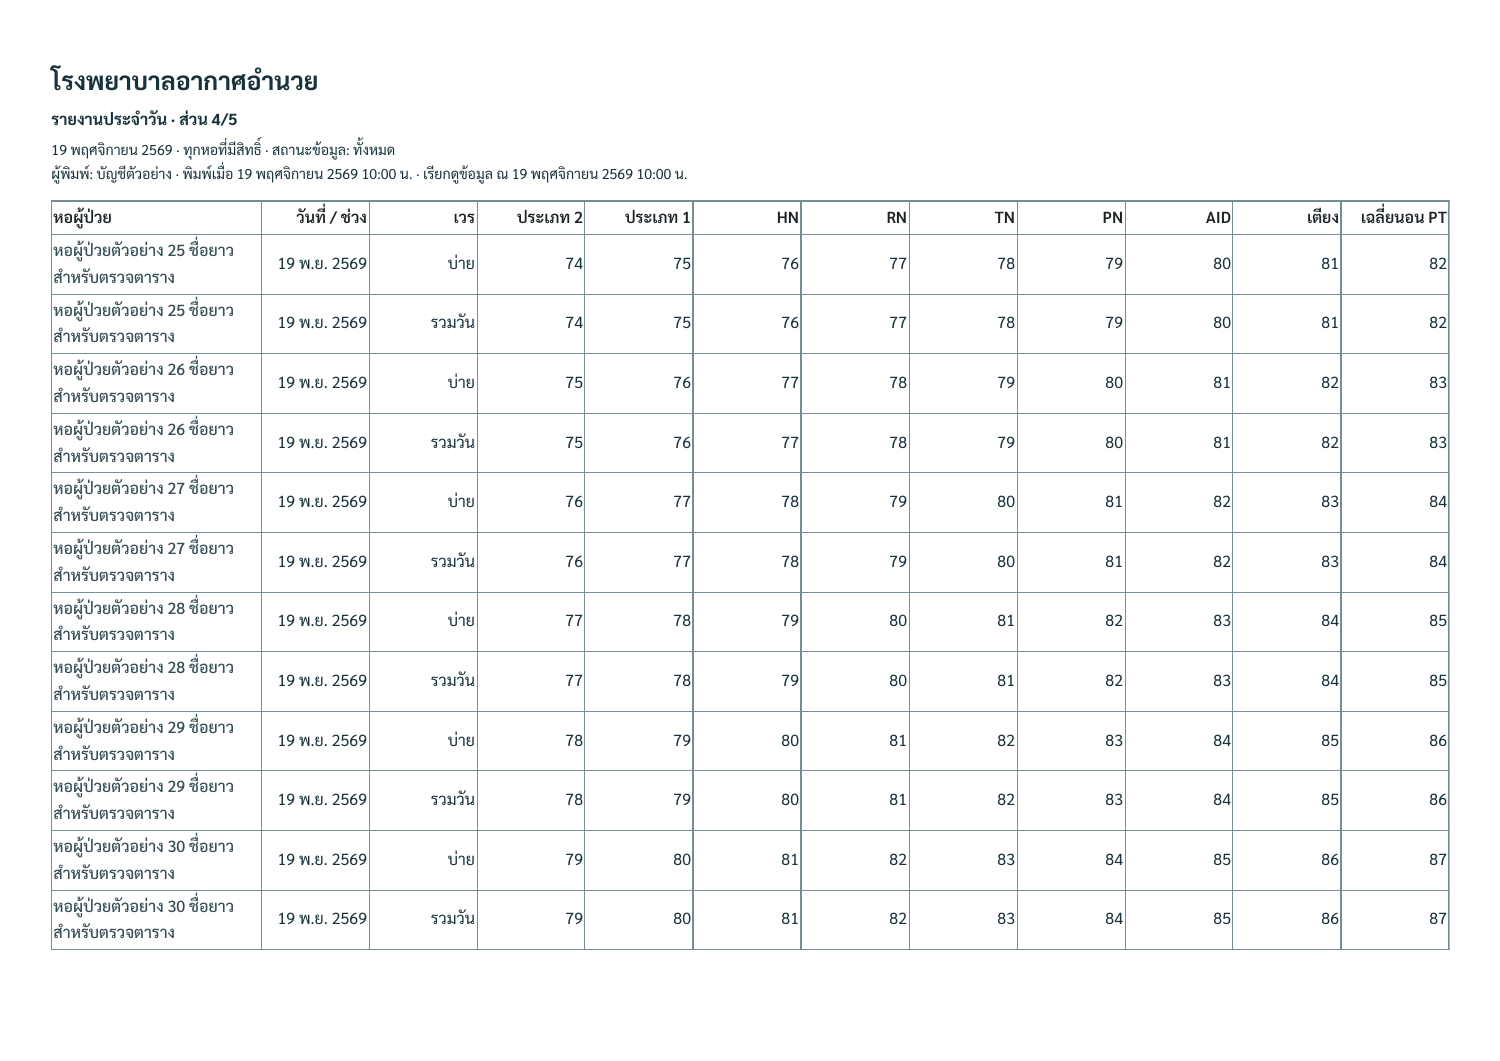 โรงพยาบาลอากาศอำนวย
รายงานประจำวัน · ส่วน 4/5
19 พฤศจิกายน 2569 · ทุกหอที่มีสิทธิ์ · สถานะข้อมูล: ทั้งหมด
ผู้พิมพ์: บัญชีตัวอย่าง · พิมพ์เมื่อ 19 พฤศจิกายน 2569 10:00 น. · เรียกดูข้อมูล ณ 19 พฤศจิกายน 2569 10:00 น.
หอผู้ป่วย วันที่ / ช่วง เวร ประเภท 2 ประเภท 1 HN RN TN PN AID เตียง เฉลี่ยนอน PT
หอผู้ป่วยตัวอย่าง 25 ชื่อยาว
สำหรับตรวจตาราง 19 พ.ย. 2569 บ่าย 74 75 76 77 78 79 80 81 82
หอผู้ป่วยตัวอย่าง 25 ชื่อยาว
สำหรับตรวจตาราง 19 พ.ย. 2569 รวมวัน 74 75 76 77 78 79 80 81 82
หอผู้ป่วยตัวอย่าง 26 ชื่อยาว
สำหรับตรวจตาราง 19 พ.ย. 2569 บ่าย 75 76 77 78 79 80 81 82 83
หอผู้ป่วยตัวอย่าง 26 ชื่อยาว
สำหรับตรวจตาราง 19 พ.ย. 2569 รวมวัน 75 76 77 78 79 80 81 82 83
หอผู้ป่วยตัวอย่าง 27 ชื่อยาว
สำหรับตรวจตาราง 19 พ.ย. 2569 บ่าย 76 77 78 79 80 81 82 83 84
หอผู้ป่วยตัวอย่าง 27 ชื่อยาว
สำหรับตรวจตาราง 19 พ.ย. 2569 รวมวัน 76 77 78 79 80 81 82 83 84
หอผู้ป่วยตัวอย่าง 28 ชื่อยาว
สำหรับตรวจตาราง 19 พ.ย. 2569 บ่าย 77 78 79 80 81 82 83 84 85
หอผู้ป่วยตัวอย่าง 28 ชื่อยาว
สำหรับตรวจตาราง 19 พ.ย. 2569 รวมวัน 77 78 79 80 81 82 83 84 85
หอผู้ป่วยตัวอย่าง 29 ชื่อยาว
สำหรับตรวจตาราง 19 พ.ย. 2569 บ่าย 78 79 80 81 82 83 84 85 86
หอผู้ป่วยตัวอย่าง 29 ชื่อยาว
สำหรับตรวจตาราง 19 พ.ย. 2569 รวมวัน 78 79 80 81 82 83 84 85 86
หอผู้ป่วยตัวอย่าง 30 ชื่อยาว
สำหรับตรวจตาราง 19 พ.ย. 2569 บ่าย 79 80 81 82 83 84 85 86 87
หอผู้ป่วยตัวอย่าง 30 ชื่อยาว
สำหรับตรวจตาราง 19 พ.ย. 2569 รวมวัน 79 80 81 82 83 84 85 86 87